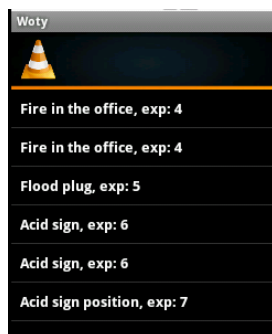 Woty
Fire in the office, exp: 4
Fire in the office, exp: 4
Flood plug, exp: 5
Acid sign, exp: 6
Acid sign, exp: 6
Acid sign position, exp: 7